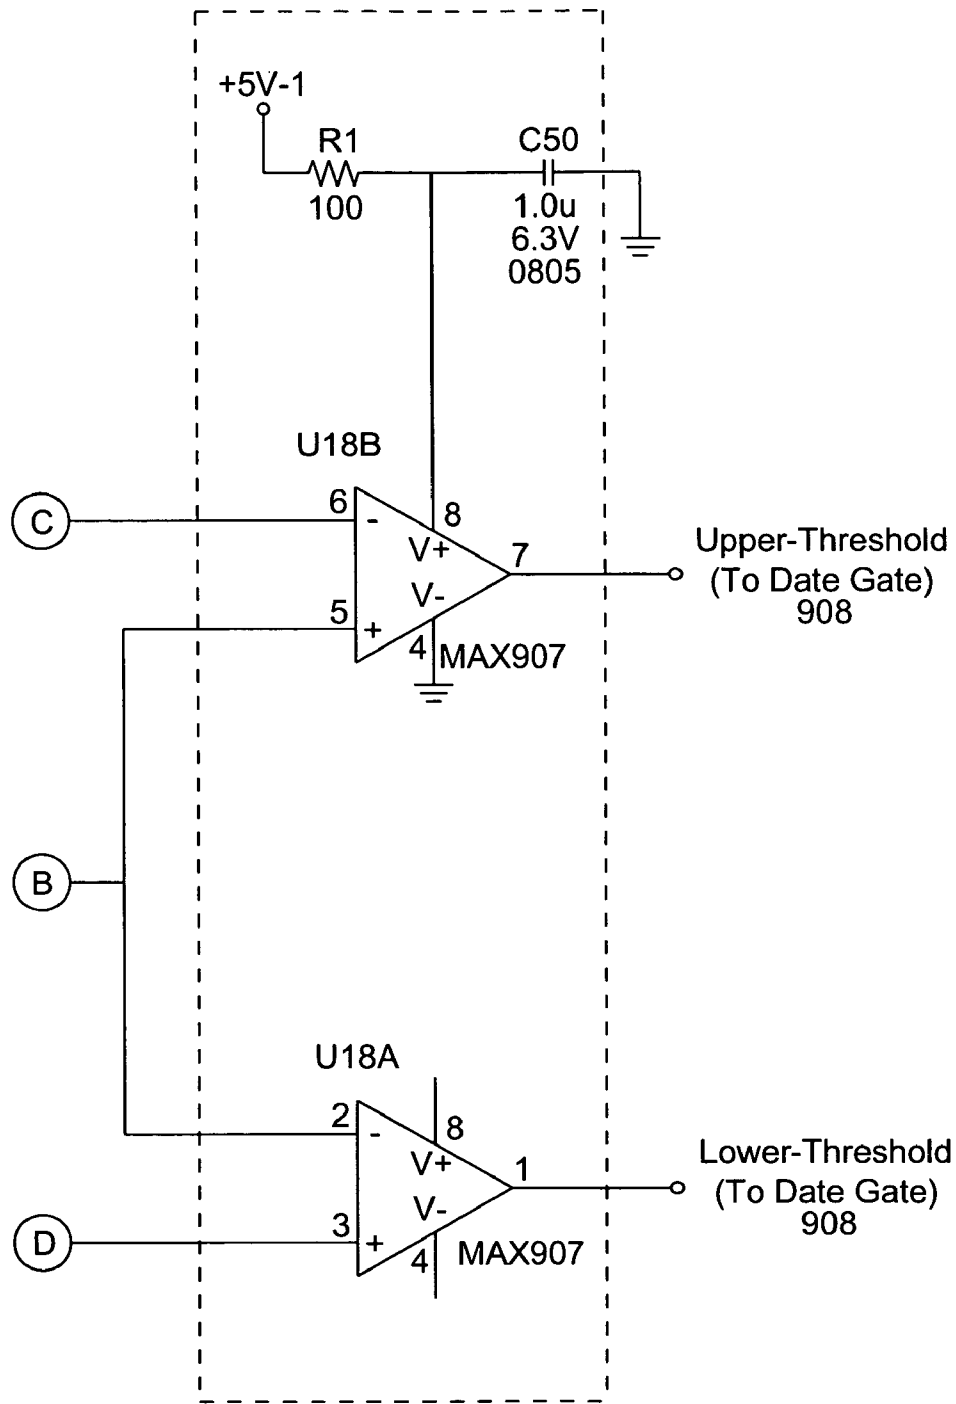 +5V-1
R1
100
C50
1.0u
6.3V
0805
U18B
C
6
-
8
V+
7
V-
5
+
4
MAX907
Upper-Threshold
(To Date Gate)
908
B
U18A
2
-
8
V+
1
V-
D
3
+
4
MAX907
Lower-Threshold
(To Date Gate)
908